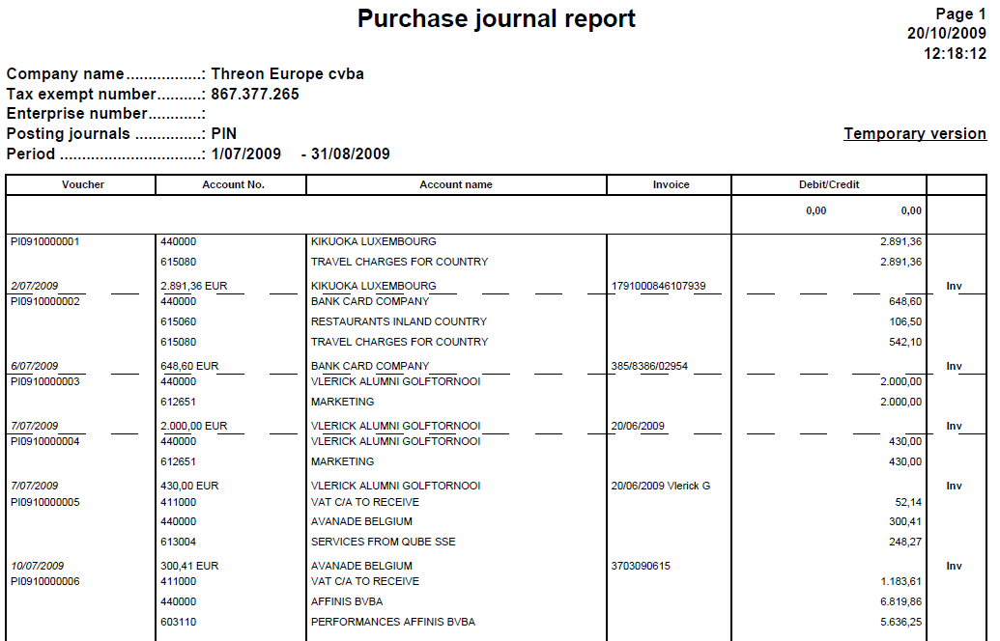 Purchase journal report
Page 1
20/10/2009
12:18:12
Company name.................: Threon Europe cvba
Tax exempt number..........: 867.377.265
Enterprise number............:
Posting journals ...............: PIN
Temporary version
Period ................................: 1/07/2009 - 31/08/2009
Voucher Account No. Account name Invoice Debit/Credit
0,00 0,00
PI0910000001 440000 KIKUOKA LUXEMBOURG 2.891,36
615080 TRAVEL CHARGES FOR COUNTRY 2.891,36
2/07/2009 2.891,36 EUR KIKUOKA LUXEMBOURG 1791000846107939 Inv
PI0910000002 440000 BANK CARD COMPANY 648,60
615060 RESTAURANTS INLAND COUNTRY 106,50
615080 TRAVEL CHARGES FOR COUNTRY 542,10
6/07/2009 648,60 EUR BANK CARD COMPANY 385/8386/02954 Inv
PI0910000003 440000 VLERICK ALUMNI GOLFTORNOOI 2.000,00
612651 MARKETING 2.000,00
7/07/2009 2.000,00 EUR VLERICK ALUMNI GOLFTORNOOI 20/06/2009 Inv
PI0910000004 440000 VLERICK ALUMNI GOLFTORNOOI 430,00
612651 MARKETING 430,00
7/07/2009 430,00 EUR VLERICK ALUMNI GOLFTORNOOI 20/06/2009 Vlerick G Inv
PI0910000005 411000 VAT C/A TO RECEIVE 52,14
440000 AVANADE BELGIUM 300,41
613004 SERVICES FROM QUBE SSE 248,27
10/07/2009 300,41 EUR AVANADE BELGIUM 3703090615 Inv
PI0910000006 411000 VAT C/A TO RECEIVE 1.183,61
440000 AFFINIS BVBA 6.819,86
603110 PERFORMANCES AFFINIS BVBA 5.636,25